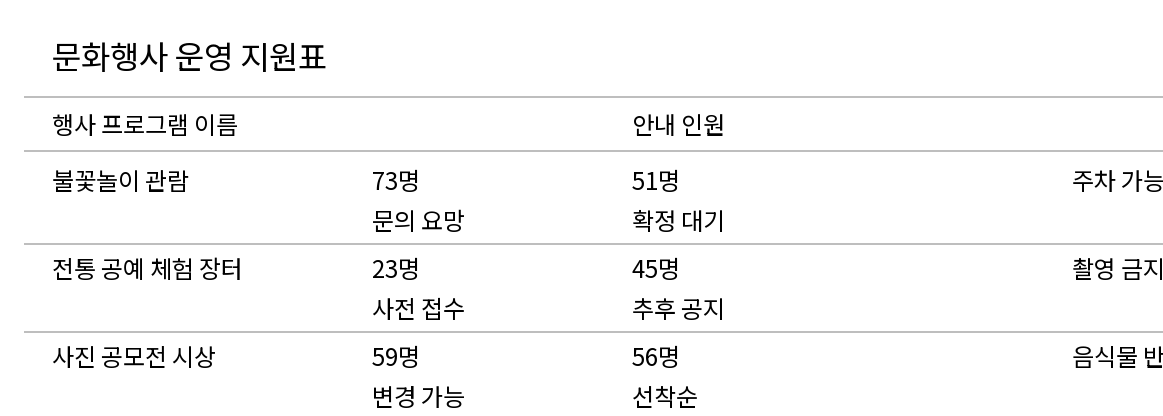 문화행사 운영 지원표
행사 프로그램 이름 안내 인원
불꽃놀이 관람 73명 51명 주차 가능
문의 요망 확정 대기
전통 공예 체험 장터 23명 45명 촬영 금지
사전 접수 추후 공지
사진 공모전 시상 59명 56명 음식물 반
변경 가능 선착순